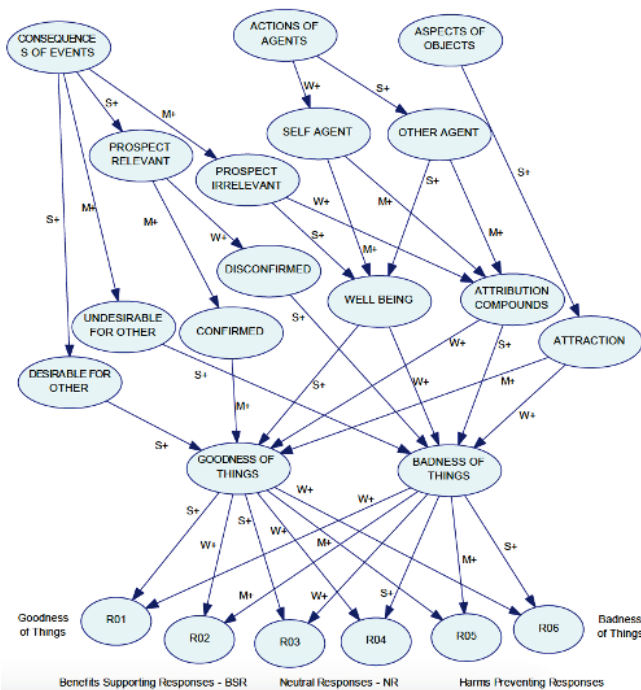 CONSEQUENCE
S OF EVENTS
ACTIONS OF
AGENTS
ASPECTS OF
OBJECTS
W+
S+
S+
M+
SELF AGENT
OTHER AGENT
PROSPECT
RELEVANT
PROSPECT
IRRELEVANT
S+
S+
M+
S+
M+
M+
W+
W+
S+
M+
M+
DISCONFIRMED
WELL BEING
ATTRIBUTION
COMPOUNDS
UNDESIRABLE
FOR OTHER
CONFIRMED
ATTRACTION
S+
W+
S+
DESIRABLE FOR
OTHER
S+
S+
W+
M+
M+
W+
S+
GOODNESS OF
THINGS
BADNESS OF
THINGS
W+
W+
S+
S+
W+
W+
M+
S+
M+
M+
W+
S+
Goodness
of Things
R01
R02
R03
R04
R05
R06
Badness
of Things
Benefits Supporting Responses - BSR
Neutral Responses - NR
Harms Preventing Responses